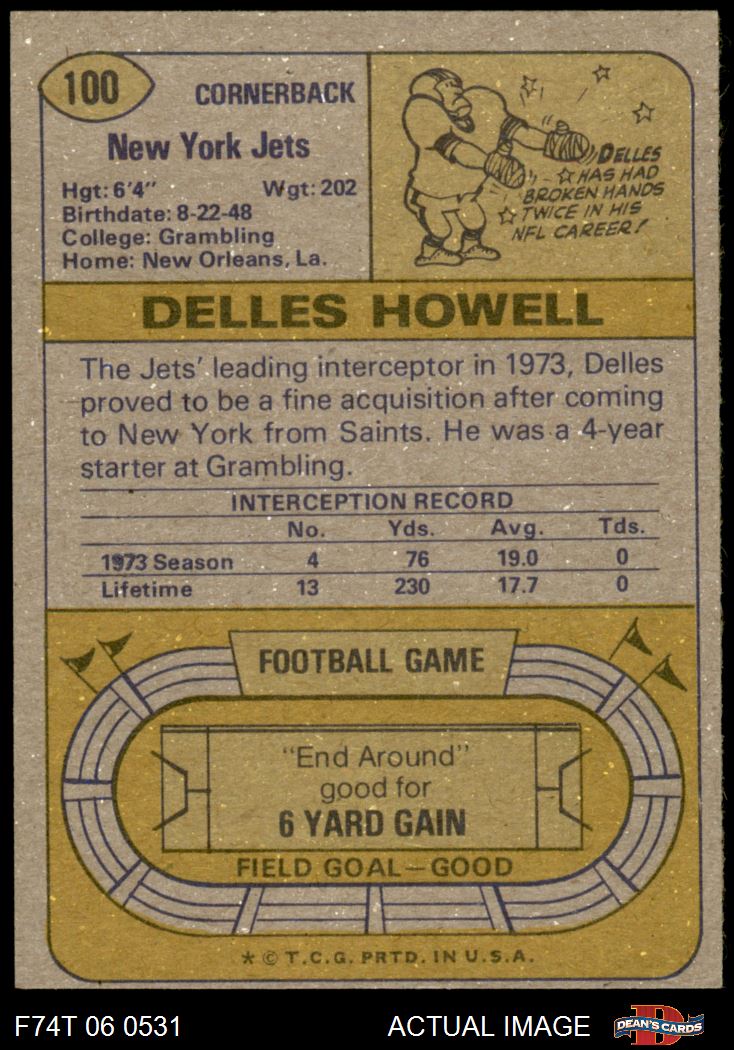 100
CORNERBACK
New York Jets
Hgt: 6'4" Wgt: 202
Birthdate: 8-22-48
College: Grambling
Home: New Orleans, La.
DELLES
HAS HAD
BROKEN HANDS
TWICE IN HIS
NFL CAREER!
DELLES HOWELL
The Jets' leading interceptor in 1973, Delles
proved to be a fine acquisition after coming
to New York from Saints. He was a 4-year
starter at Grambling.
INTERCEPTION RECORD
No. Yds. Avg. Tds.
1973 Season 4 76 19.0 0
Lifetime 13 230 17.7 0
FOOTBALL GAME
"End Around"
good for
6 YARD GAIN
FIELD GOAL—GOOD
* © T.C.G. PRTD. IN U.S.A.
F74T 06 0531 ACTUAL IMAGE
DEAN'S CARDS